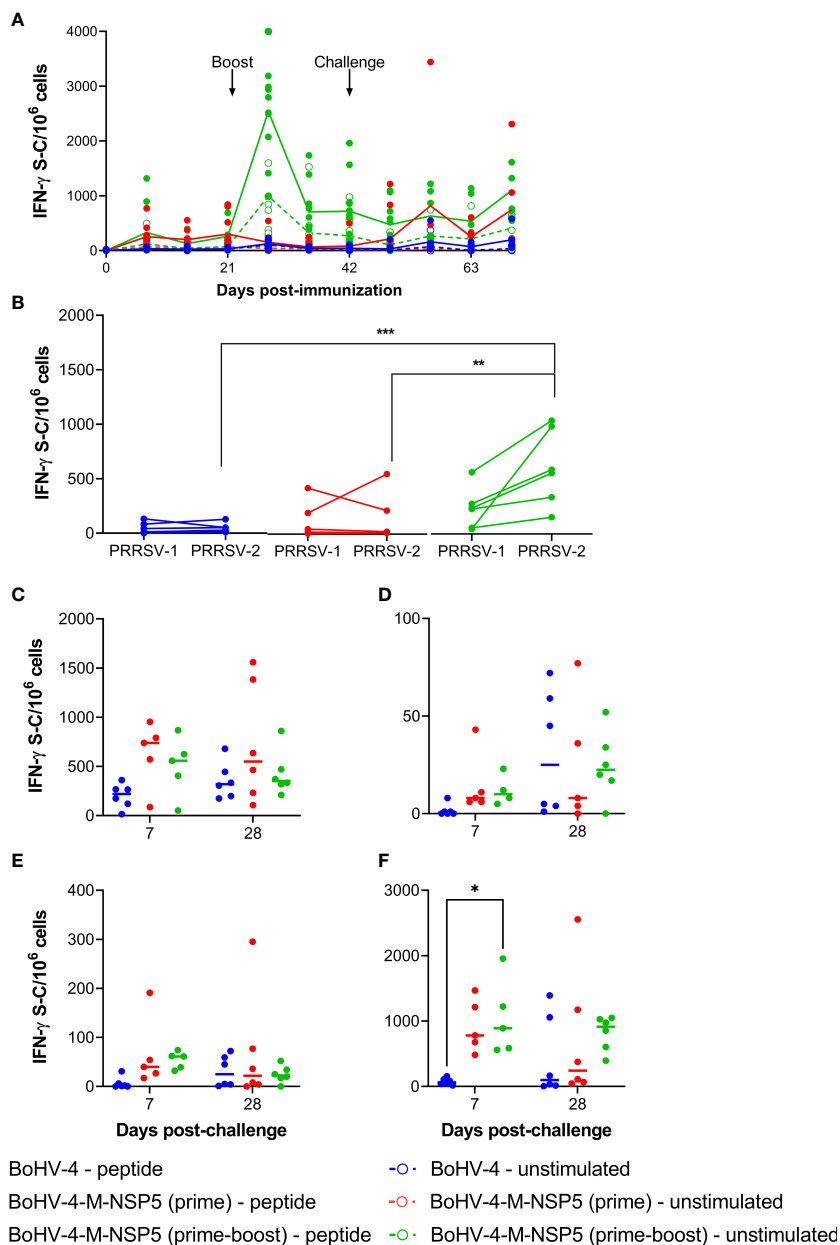 A
IFN-γ S-C/10⁶ cells
4000
3000
2000
1000
0
Boost
Challenge
0 21 42 63
Days post-immunization
B
IFN-γ S-C/10⁶ cells
2000
1500
1000
500
0
***
**
PRRSV-1 PRRSV-2 PRRSV-1 PRRSV-2 PRRSV-1 PRRSV-2
C
IFN-γ S-C/10⁶ cells
2000
1500
1000
500
0
7 28
D
100
50
0
7 28
E
IFN-γ S-C/10⁶ cells
400
300
200
100
0
7 28
Days post-challenge
F
3000
2000
1000
0
*
7 28
Days post-challenge
BoHV-4 - peptide
BoHV-4 - unstimulated
BoHV-4-M-NSP5 (prime) - peptide
BoHV-4-M-NSP5 (prime) - unstimulated
BoHV-4-M-NSP5 (prime-boost) - peptide
BoHV-4-M-NSP5 (prime-boost) - unstimulated